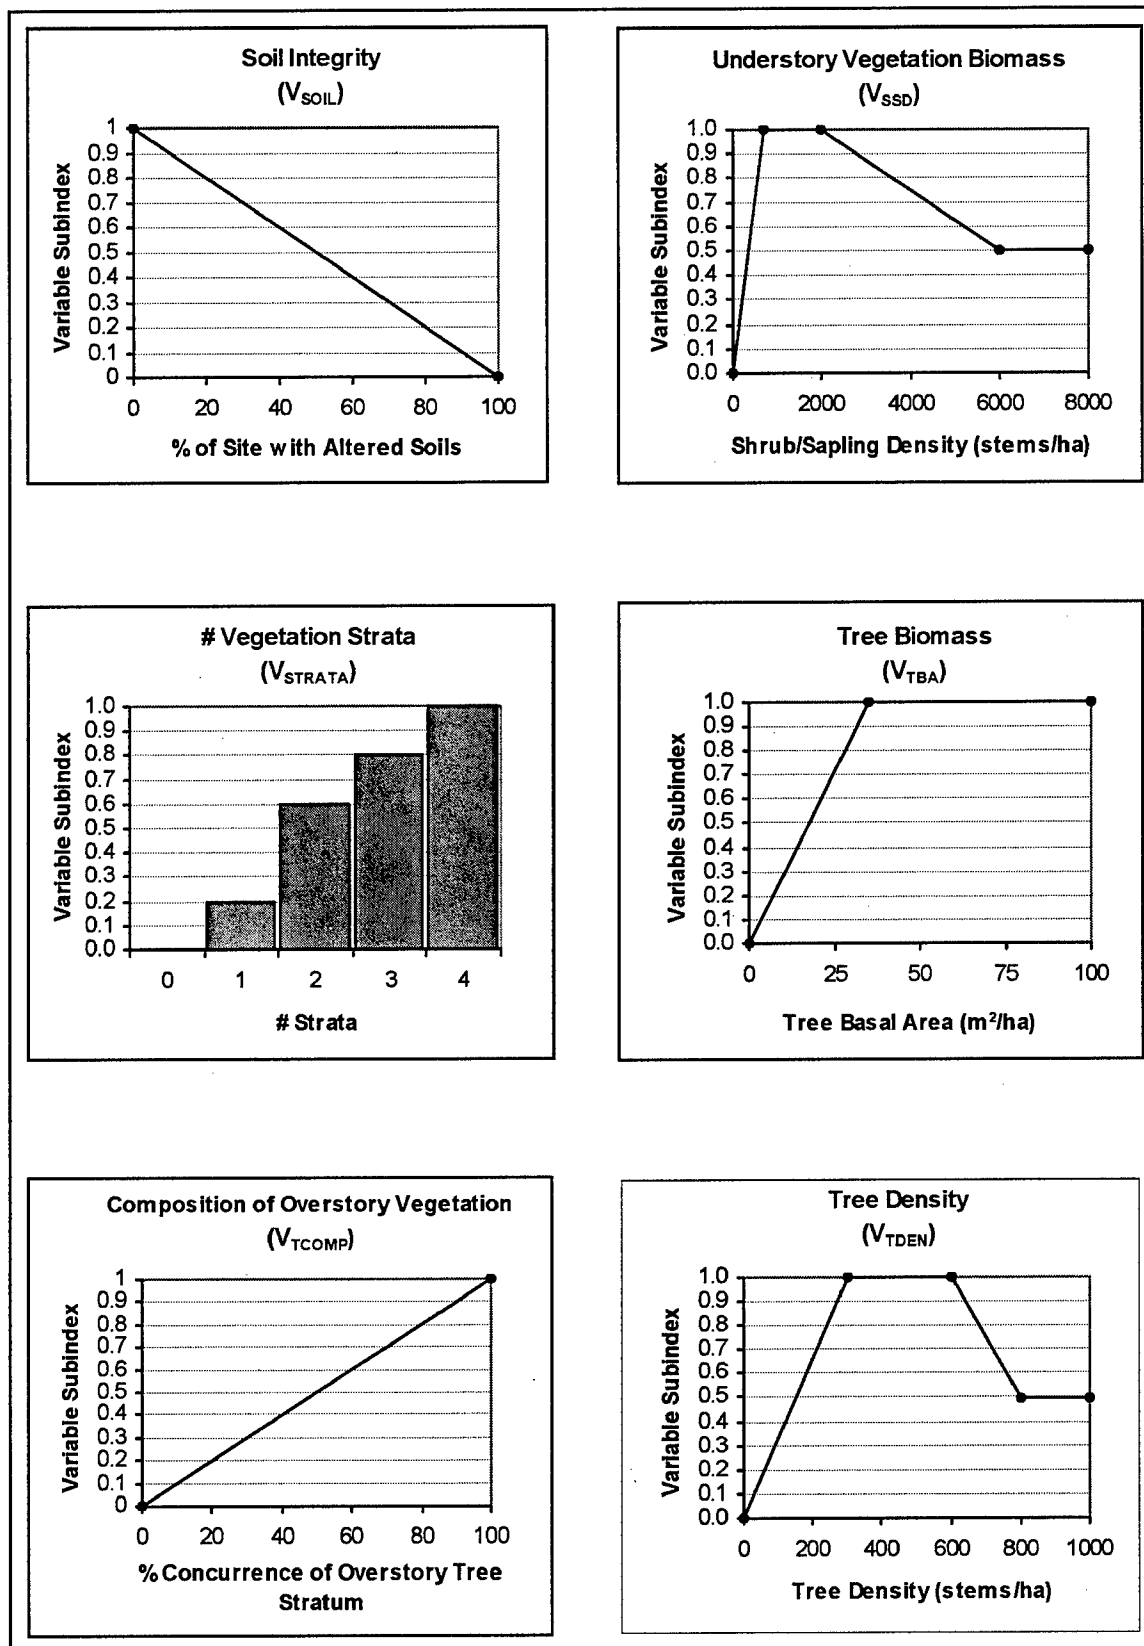 Soil Integrity
(VSOIL)
1
0.9
0.8
0.7
0.6
0.5
0.4
0.3
0.2
0.1
0
Variable Subindex
0 20 40 60 80 100
% of Site with Altered Soils
Understory Vegetation Biomass
(VSSD)
1.0
0.9
0.8
0.7
0.6
0.5
0.4
0.3
0.2
0.1
0.0
Variable Subindex
0 2000 4000 6000 8000
Shrub/Sapling Density (stems/ha)
# Vegetation Strata
(VSTRATA)
1.0
0.9
0.8
0.7
0.6
0.5
0.4
0.3
0.2
0.1
0.0
Variable Subindex
0 1 2 3 4
# Strata
Tree Biomass
(VTBA)
1.0
0.9
0.8
0.7
0.6
0.5
0.4
0.3
0.2
0.1
0.0
Variable Subindex
0 25 50 75 100
Tree Basal Area (m²/ha)
Composition of Overstory Vegetation
(VTCOMP)
1
0.9
0.8
0.7
0.6
0.5
0.4
0.3
0.2
0.1
0
Variable Subindex
0 20 40 60 80 100
% Concurrence of Overstory Tree
Stratum
Tree Density
(VTDEN)
1.0
0.9
0.8
0.7
0.6
0.5
0.4
0.3
0.2
0.1
0.0
Variable Subindex
0 200 400 600 800 1000
Tree Density (stems/ha)